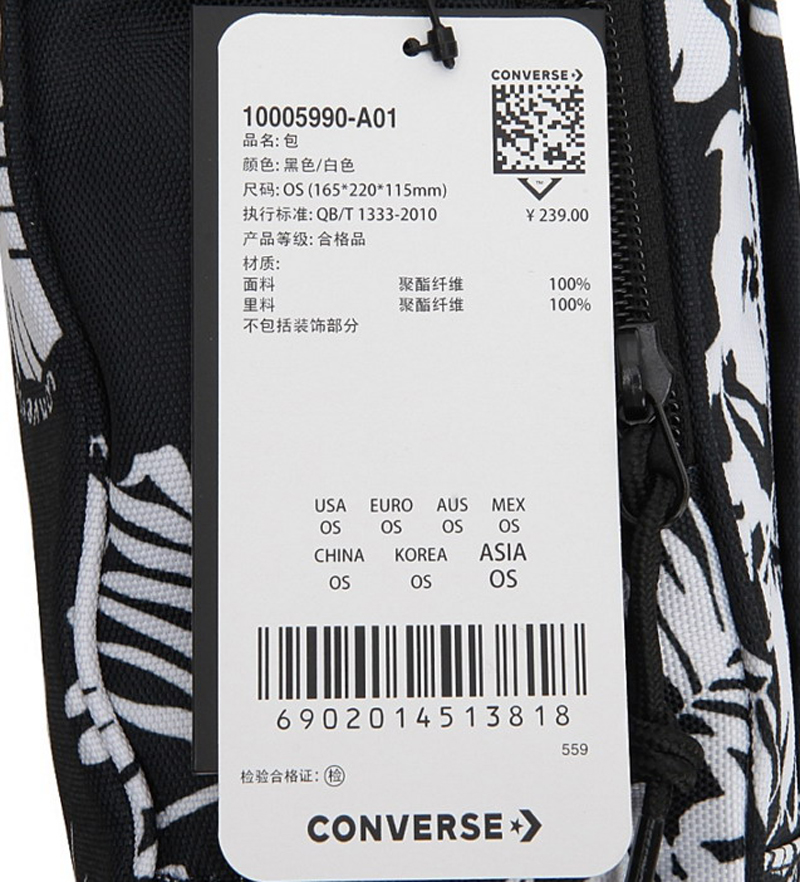 CONVERSE
10005990-A01
品名: 包
颜色: 黑色/白色
尺码: OS (165*220*115mm)
执行标准: QB/T 1333-2010
¥ 239.00
产品等级: 合格品
材质:
面料 聚酯纤维 100%
里料 聚酯纤维 100%
不包括装饰部分
USA EURO AUS MEX
OS OS OS OS
CHINA KOREA ASIA
OS OS OS
6902014513818
559
检验合格证: 检
CONVERSE